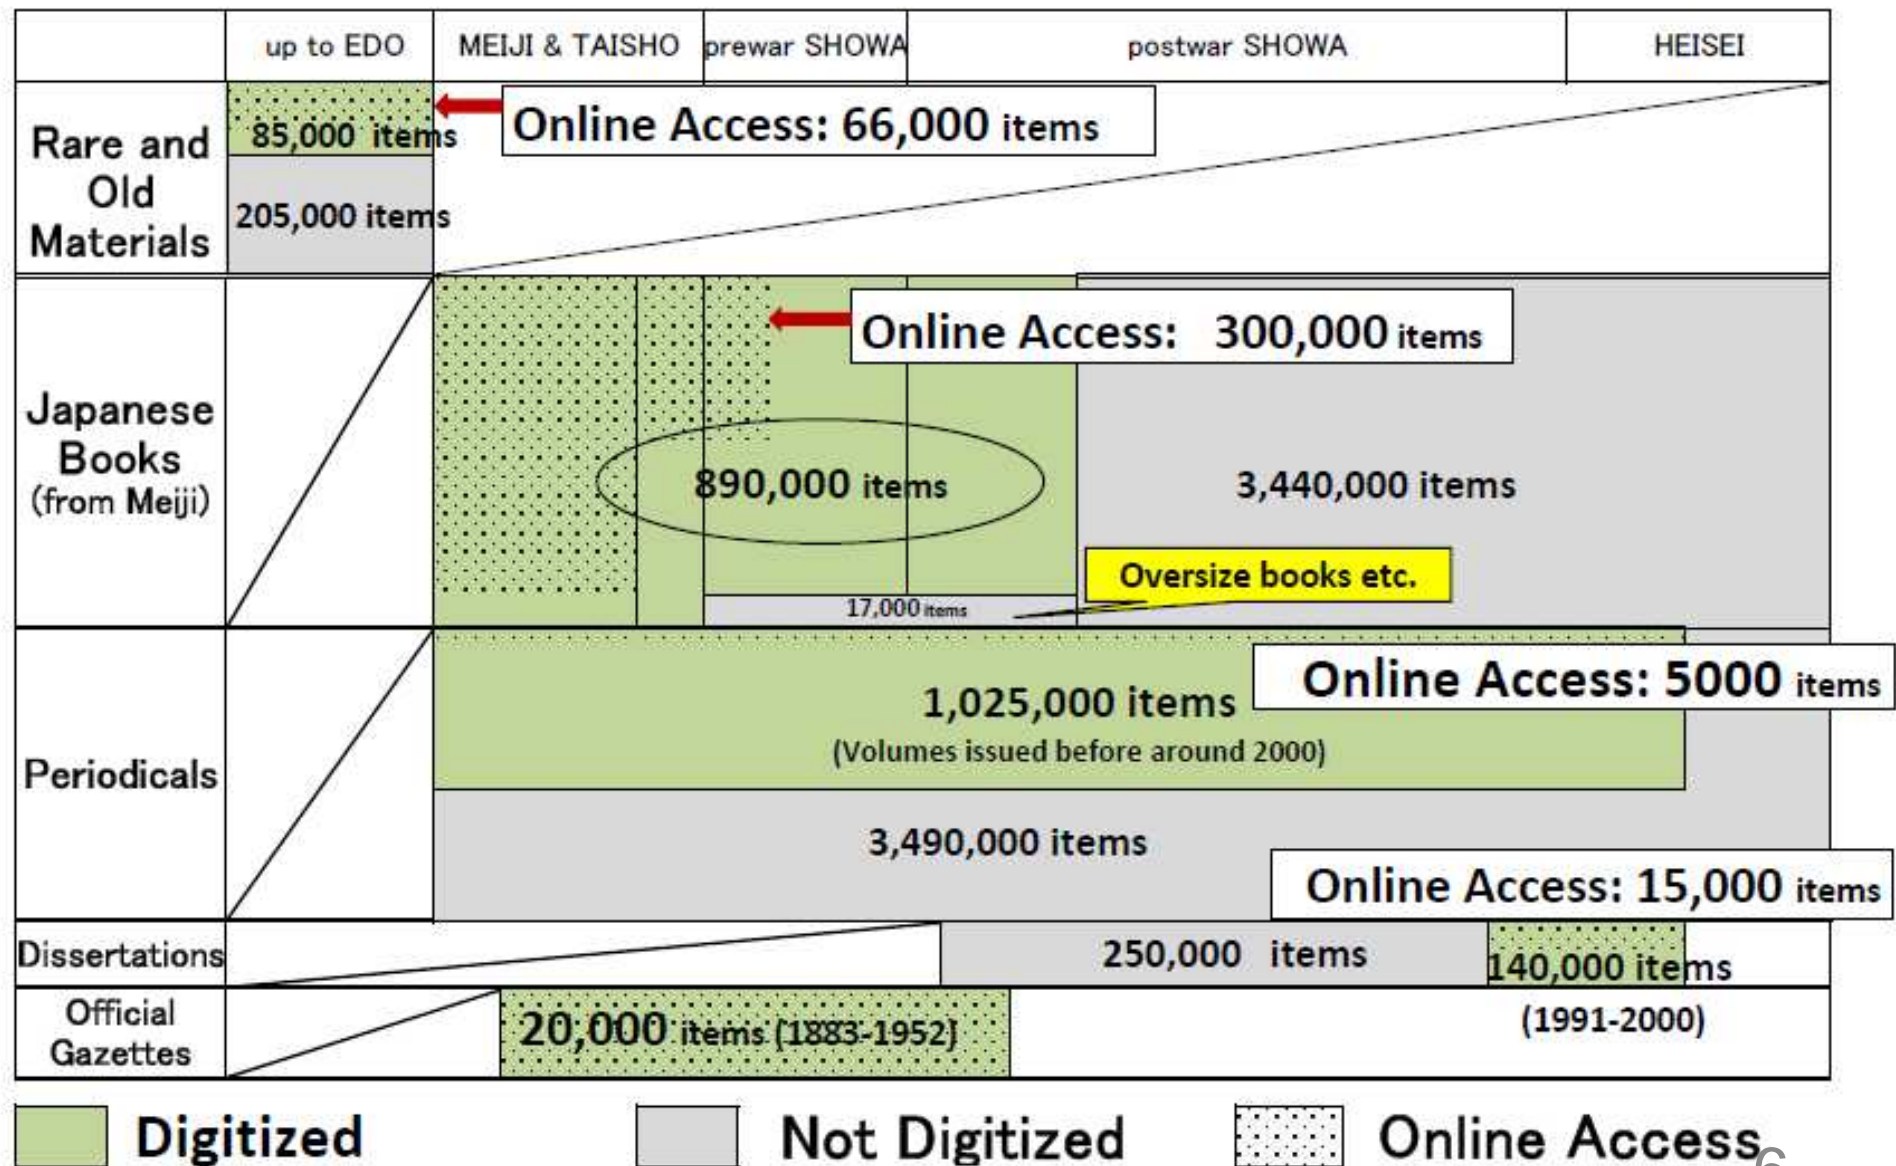 up to EDO
MEIJI & TAISHO
prewar SHOWA
postwar SHOWA
HEISEI
Rare and
Old
Materials
85,000 items
Online Access: 66,000 items
205,000 items
Japanese
Books
(from Meiji)
Online Access: 300,000 items
890,000 items
3,440,000 items
Oversize books etc.
17,000 items
Periodicals
Online Access: 5000 items
1,025,000 items
(Volumes issued before around 2000)
3,490,000 items
Online Access: 15,000 items
Dissertations
250,000 items
140,000 items
(1991-2000)
Official
Gazettes
20,000 items (1883-1952)
Digitized
Not Digitized
Online Access
6